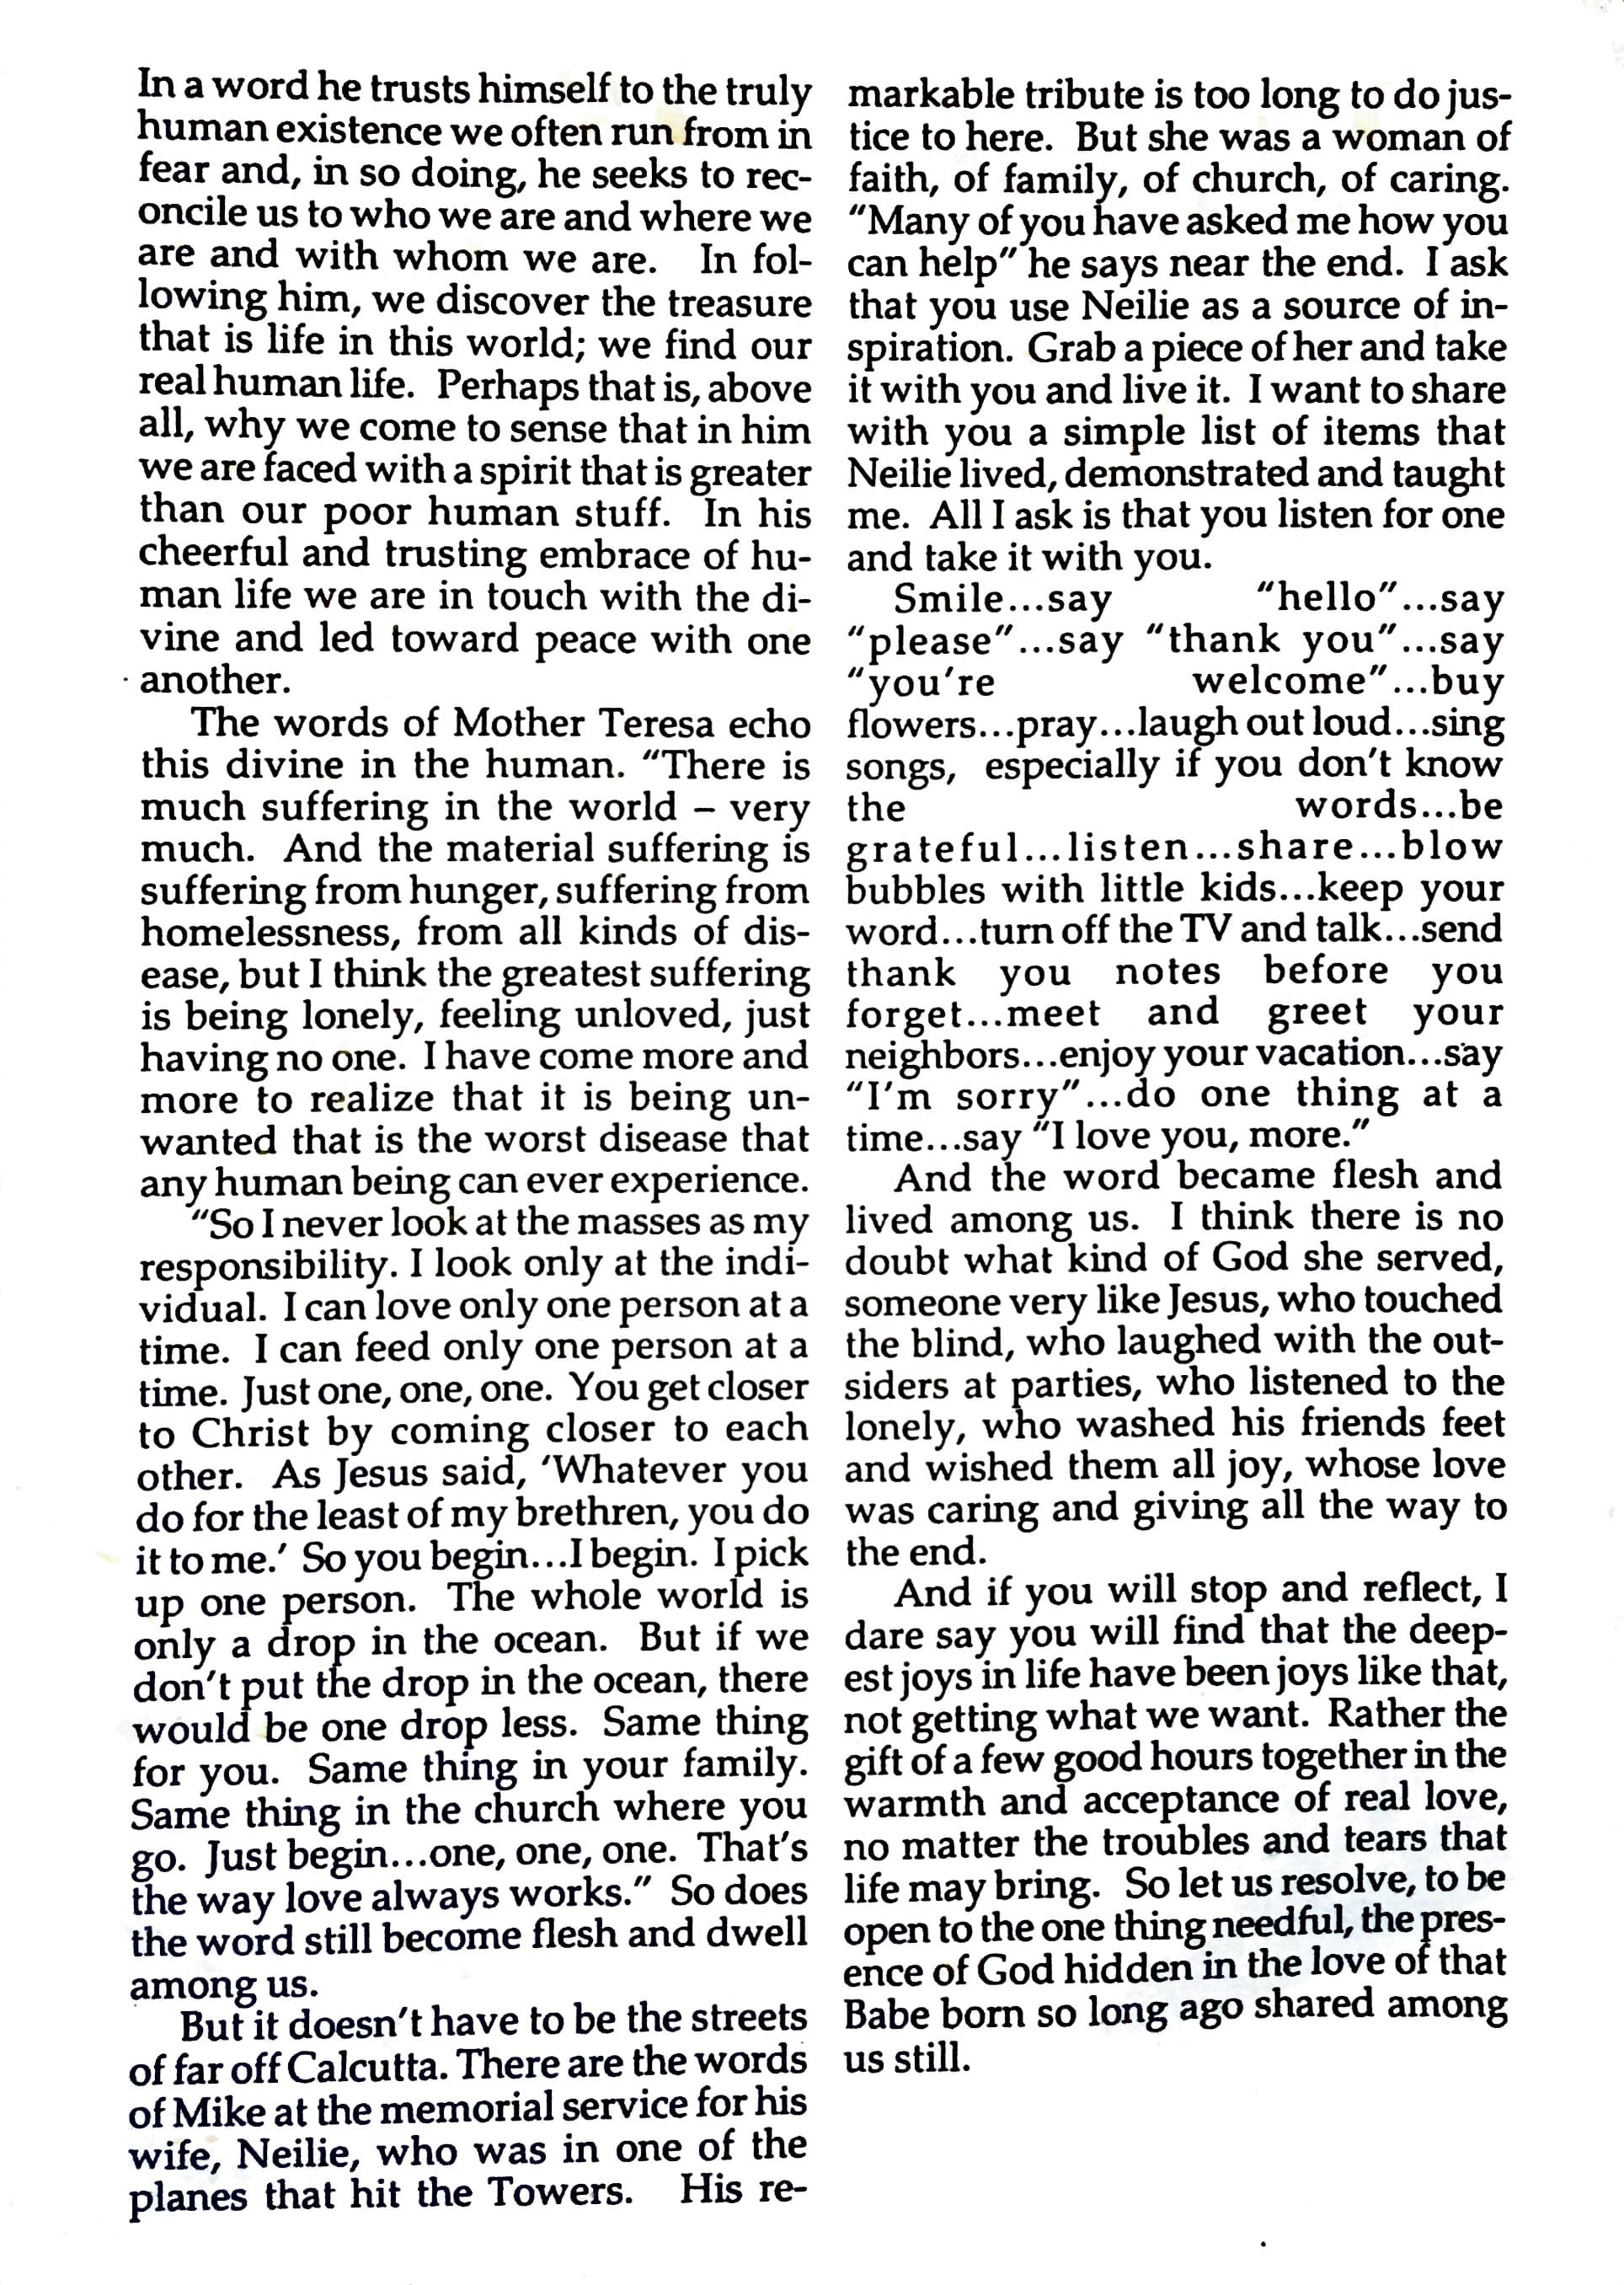 In a word he trusts himself to the truly
human existence we often run from in
fear and, in so doing, he seeks to rec-
oncile us to who we are and where we
are and with whom we are. In fol-
lowing him, we discover the treasure
that is life in this world; we find our
real human life. Perhaps that is, above
all, why we come to sense that in him
we are faced with a spirit that is greater
than our poor human stuff. In his
cheerful and trusting embrace of hu-
man life we are in touch with the di-
vine and led toward peace with one
another.
The words of Mother Teresa echo
this divine in the human. “There is
much suffering in the world – very
much. And the material suffering is
suffering from hunger, suffering from
homelessness, from all kinds of dis-
ease, but I think the greatest suffering
is being lonely, feeling unloved, just
having no one. I have come more and
more to realize that it is being un-
wanted that is the worst disease that
any human being can ever experience.
“So I never look at the masses as my
responsibility. I look only at the indi-
vidual. I can love only one person at a
time. I can feed only one person at a
time. Just one, one, one. You get closer
to Christ by coming closer to each
other. As Jesus said, ‘Whatever you
do for the least of my brethren, you do
it to me.’ So you begin...I begin. I pick
up one person. The whole world is
only a drop in the ocean. But if we
don't put the drop in the ocean, there
would be one drop less. Same thing
for you. Same thing in your family.
Same thing in the church where you
go. Just begin...one, one, one. That's
the way love always works.” So does
the word still become flesh and dwell
among us.
But it doesn't have to be the streets
of far off Calcutta. There are the words
of Mike at the memorial service for his
wife, Neilie, who was in one of the
planes that hit the Towers. His re-
markable tribute is too long to do jus-
tice to here. But she was a woman of
faith, of family, of church, of caring.
“Many of you have asked me how you
can help” he says near the end. I ask
that you use Neilie as a source of in-
spiration. Grab a piece of her and take
it with you and live it. I want to share
with you a simple list of items that
Neilie lived, demonstrated and taught
me. All I ask is that you listen for one
and take it with you.
Smile...say “hello”...say
“please”...say “thank you”...say
“you're welcome”...buy
flowers...pray...laugh out loud...sing
songs, especially if you don't know
the words...be
grateful...listen...share...blow
bubbles with little kids...keep your
word...turn off the TV and talk...send
thank you notes before you
forget...meet and greet your
neighbors...enjoy your vacation...say
“I'm sorry”...do one thing at a
time...say “I love you, more.”
And the word became flesh and
lived among us. I think there is no
doubt what kind of God she served,
someone very like Jesus, who touched
the blind, who laughed with the out-
siders at parties, who listened to the
lonely, who washed his friends feet
and wished them all joy, whose love
was caring and giving all the way to
the end.
And if you will stop and reflect, I
dare say you will find that the deep-
est joys in life have been joys like that,
not getting what we want. Rather the
gift of a few good hours together in the
warmth and acceptance of real love,
no matter the troubles and tears that
life may bring. So let us resolve, to be
open to the one thing needful, the pres-
ence of God hidden in the love of that
Babe born so long ago shared among
us still.